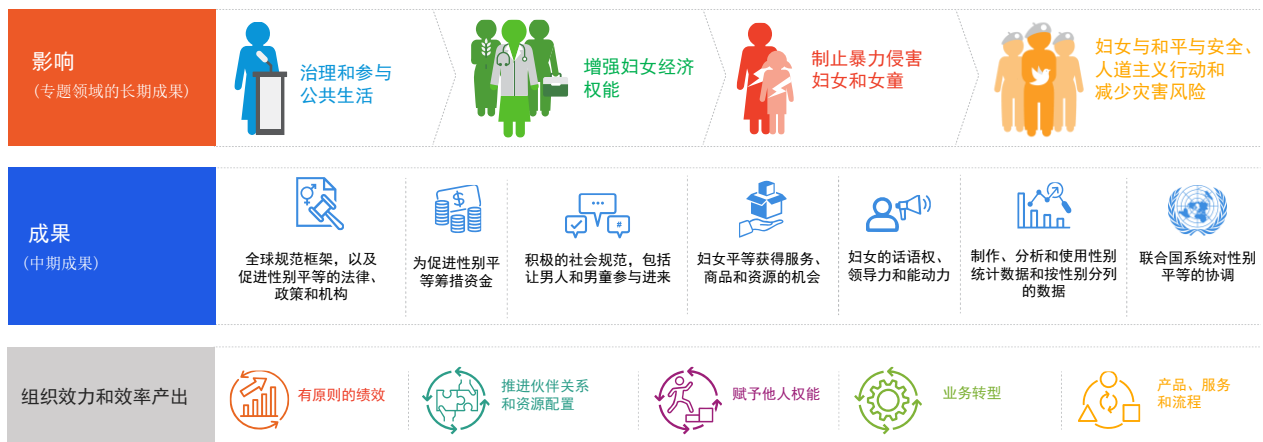 影响
(专题领域的长期成果)
治理和参与
公共生活
增强妇女经济
权能
制止暴力侵害
妇女和女童
妇女与和平与安全、
人道主义行动和
减少灾害风险
成果
(中期成果)
$
全球规范框架，以及
促进性别平等的法律、
政策和机构
为促进性别平
等筹措资金
#
积极的社会规范，包括
让男人和男童参与进来
妇女平等获得服务、
商品和资源的机会
妇女的话语权、
领导力和能动力
制作、分析和使用性别
统计数据和按性别分列
的数据
联合国系统对性别
平等的协调
组织效力和效率产出
有原则的绩效
推进伙伴关系
和资源配置
赋予他人权能
业务转型
产品、服务
和流程